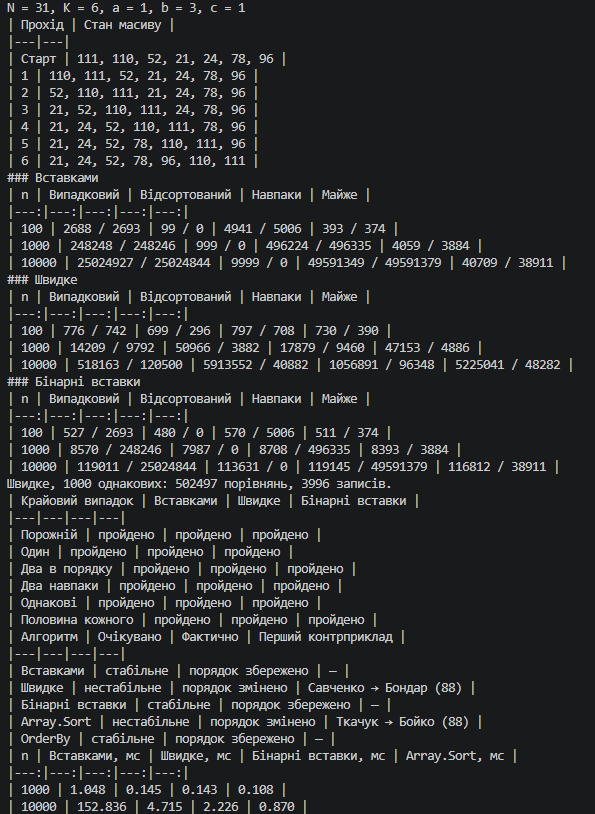 N = 31, K = 6, a = 1, b = 3, c = 1
| Прохід | Стан масиву |
|---|---|
| Старт | 111, 110, 52, 21, 24, 78, 96 |
| 1 | 110, 111, 52, 21, 24, 78, 96 |
| 2 | 52, 110, 111, 21, 24, 78, 96 |
| 3 | 21, 52, 110, 111, 24, 78, 96 |
| 4 | 21, 24, 52, 110, 111, 78, 96 |
| 5 | 21, 24, 52, 78, 110, 111, 96 |
| 6 | 21, 24, 52, 78, 96, 110, 111 |
### Вставками
| n | Випадковий | Відсортований | Навпаки | Майже |
|---:|---:|---:|---:|---:|
| 100 | 2688 / 2693 | 99 / 0 | 4941 / 5006 | 393 / 374 |
| 1000 | 248248 / 248246 | 999 / 0 | 496224 / 496335 | 4059 / 3884 |
| 10000 | 25024927 / 25024844 | 9999 / 0 | 49591349 / 49591379 | 40709 / 38911 |
### Швидке
| n | Випадковий | Відсортований | Навпаки | Майже |
|---:|---:|---:|---:|---:|
| 100 | 776 / 742 | 699 / 296 | 797 / 708 | 730 / 390 |
| 1000 | 14209 / 9792 | 50966 / 3882 | 17879 / 9460 | 47153 / 4886 |
| 10000 | 518163 / 120500 | 5913552 / 40882 | 1056891 / 96348 | 5225041 / 48282 |
### Бінарні вставки
| n | Випадковий | Відсортований | Навпаки | Майже |
|---:|---:|---:|---:|---:|
| 100 | 527 / 2693 | 480 / 0 | 570 / 5006 | 511 / 374 |
| 1000 | 8570 / 248246 | 7987 / 0 | 8708 / 496335 | 8393 / 3884 |
| 10000 | 119011 / 25024844 | 113631 / 0 | 119145 / 49591379 | 116812 / 38911 |
Швидке, 1000 однакових: 502497 порівнянь, 3996 записів.
| Крайовий випадок | Вставками | Швидке | Бінарні вставки |
|---|---|---|---|
| Порожній | пройдено | пройдено | пройдено |
| Один | пройдено | пройдено | пройдено |
| Два в порядку | пройдено | пройдено | пройдено |
| Два навпаки | пройдено | пройдено | пройдено |
| Однакові | пройдено | пройдено | пройдено |
| Половина кожного | пройдено | пройдено | пройдено |
| Алгоритм | Очікувано | Фактично | Перший контрприклад |
|---|---|---|---|
| Вставками | стабільне | порядок збережено | — |
| Швидке | нестабільне | порядок змінено | Савченко → Бондар (88) |
| Бінарні вставки | стабільне | порядок збережено | — |
| Array.Sort | нестабільне | порядок змінено | Ткачук → Бойко (88) |
| OrderBy | стабільне | порядок збережено | — |
| n | Вставками, мс | Швидке, мс | Бінарні вставки, мс | Array.Sort, мс |
|---:|---:|---:|---:|---:|
| 1000 | 1.048 | 0.145 | 0.143 | 0.108 |
| 10000 | 152.836 | 4.715 | 2.226 | 0.870 |